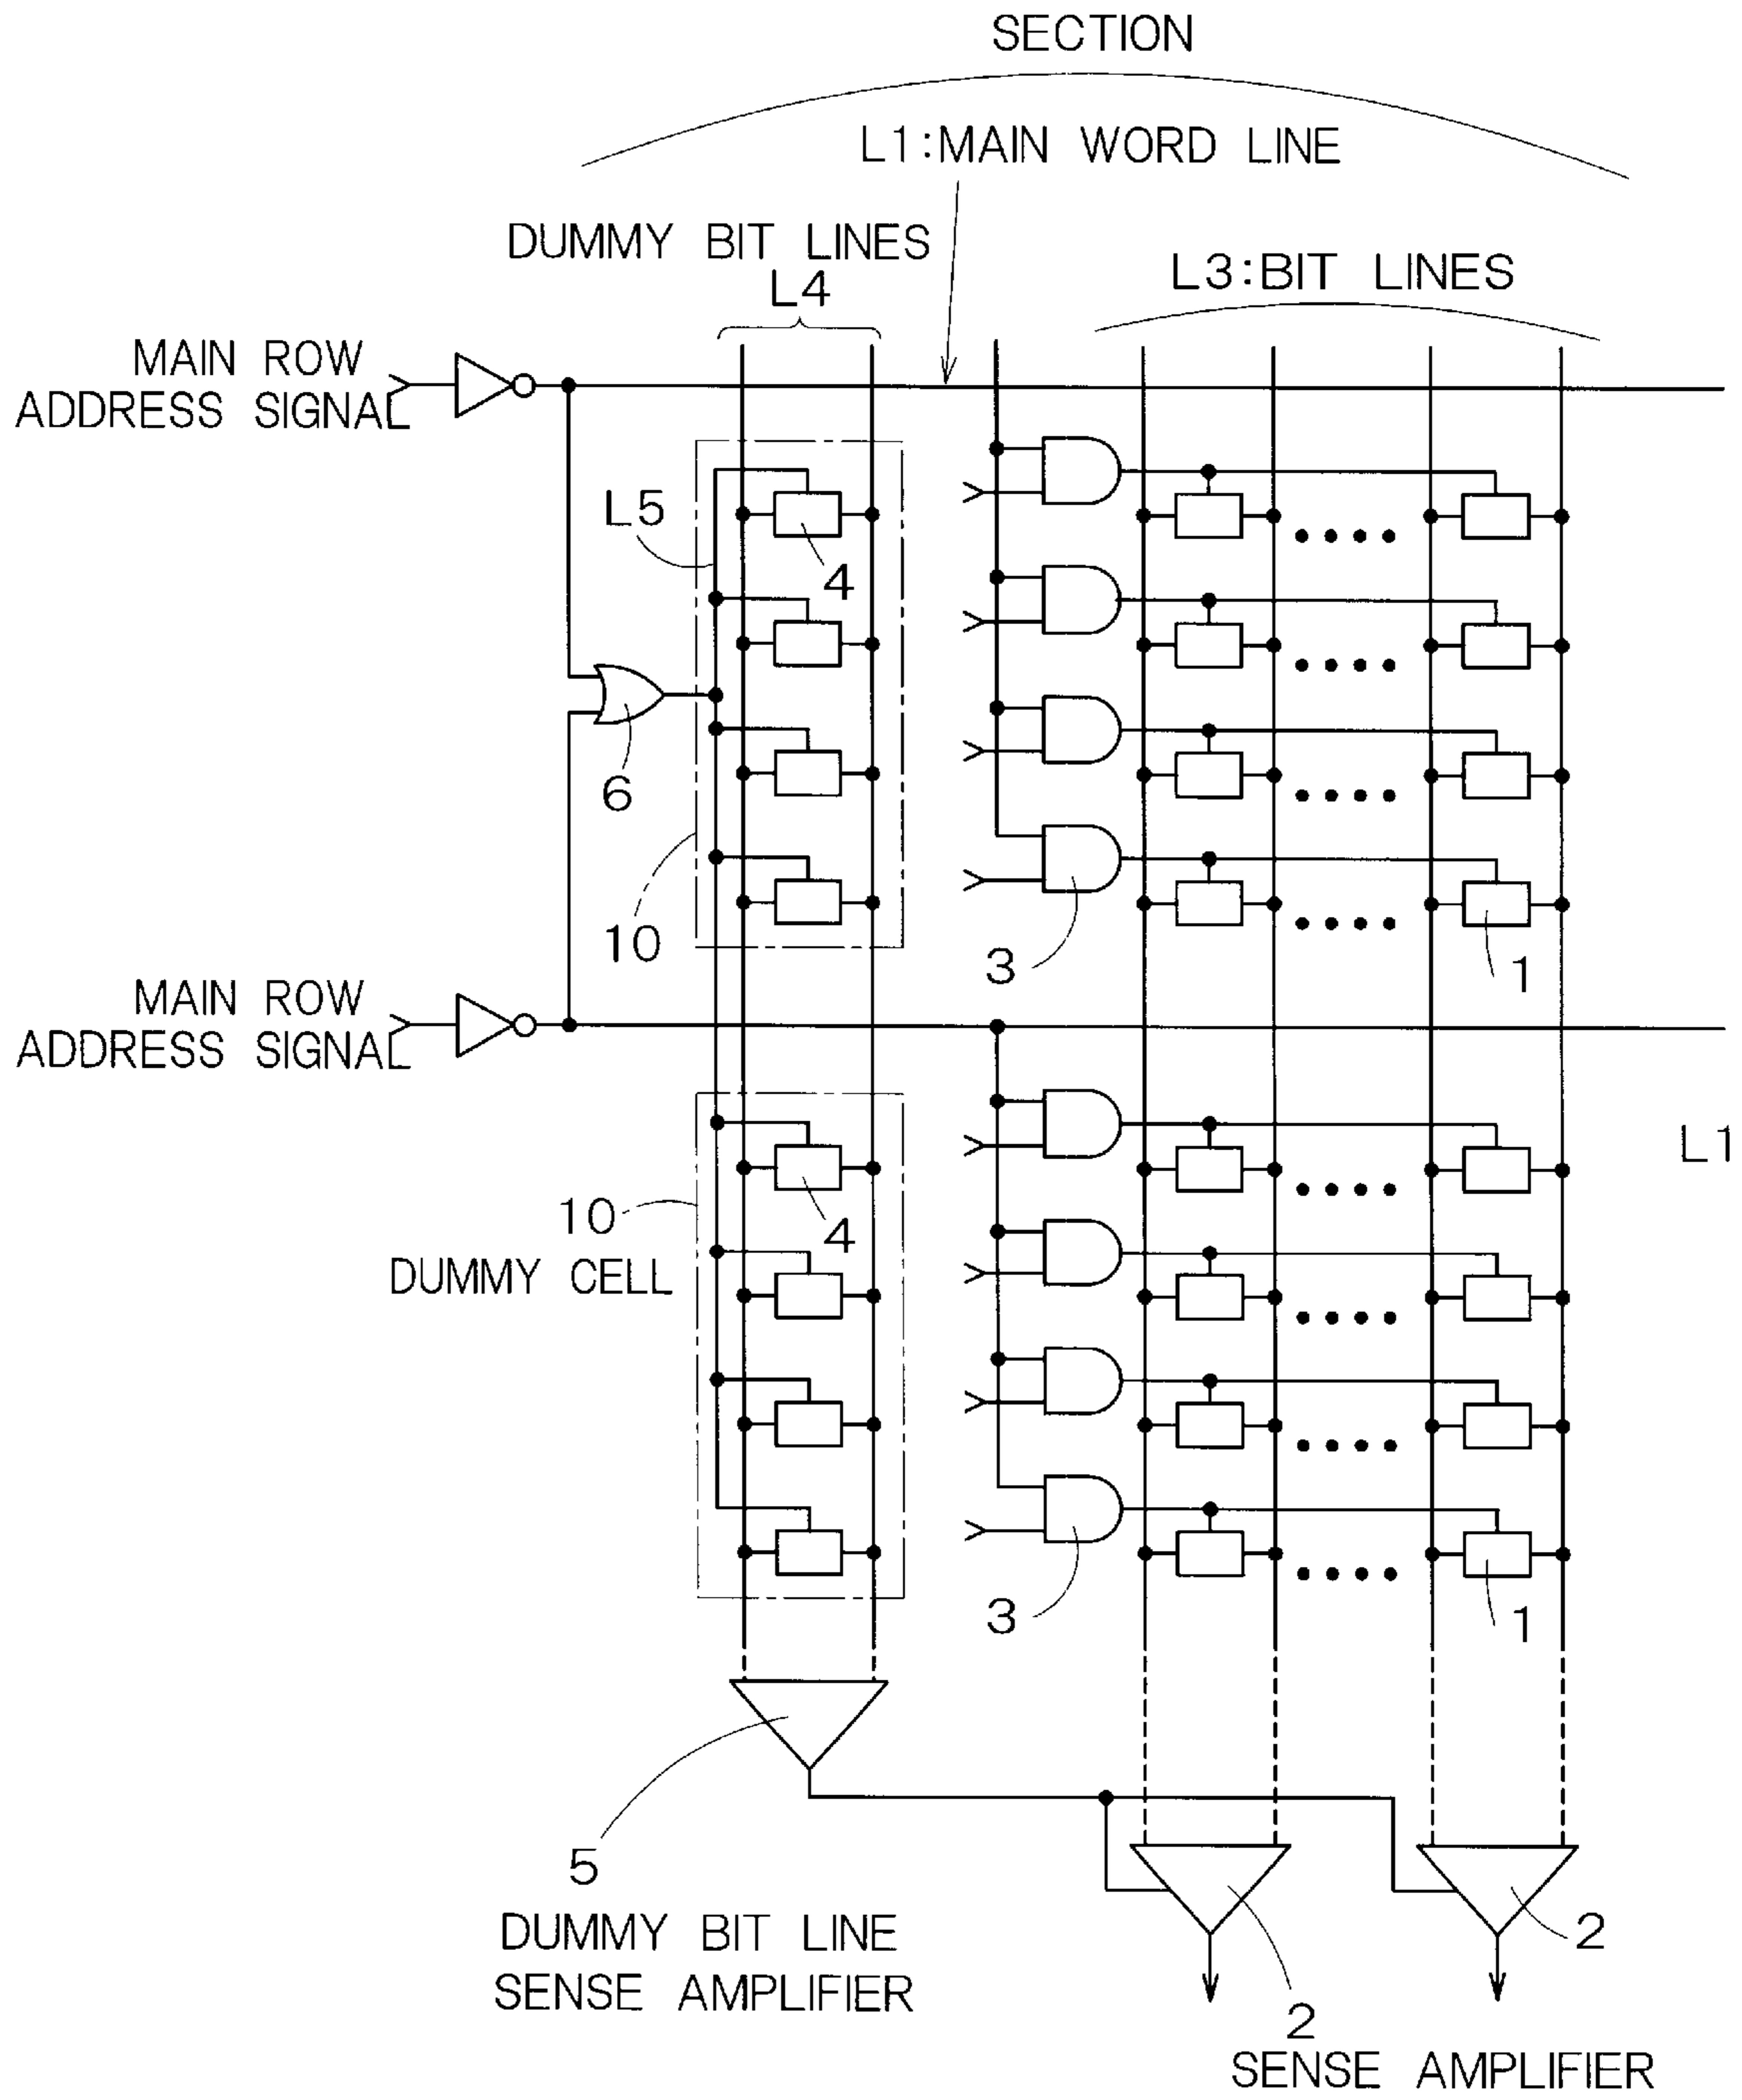 SECTION
L1:MAIN WORD LINE
DUMMY BIT LINES
L4
L3:BIT LINES
MAIN ROW
ADDRESS SIGNAL
L5
4
6
10
3
1
MAIN ROW
ADDRESS SIGNAL
L1
10
4
DUMMY CELL
3
1
5
DUMMY BIT LINE
SENSE AMPLIFIER
2
2
SENSE AMPLIFIER